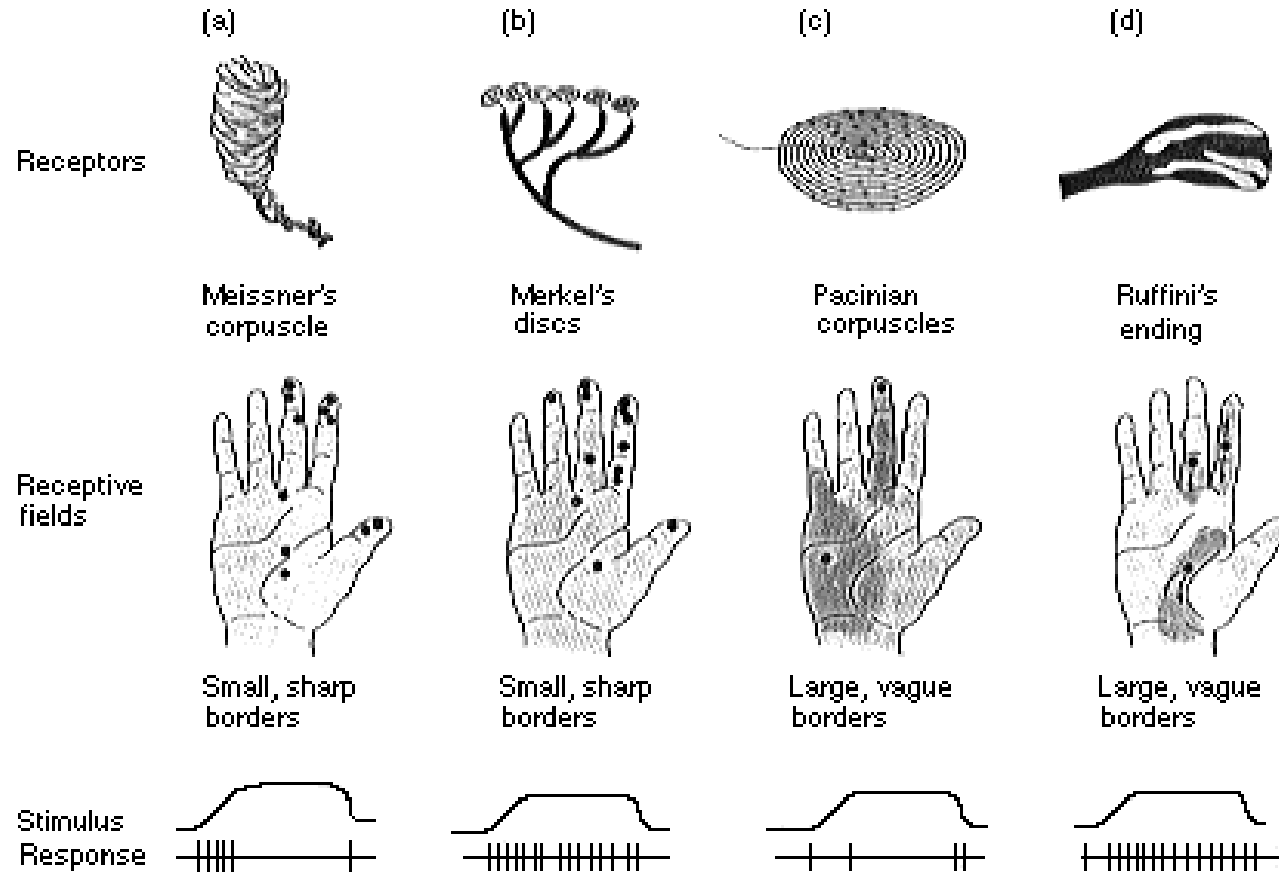 (a) (b) (c) (d)
Receptors
Meissner's Merkel's Pacinian Ruffini's
corpuscle discs corpuscles ending
Receptive
fields
Small, sharp Small, sharp Large, vague Large, vague
borders borders borders borders
Stimulus
Response